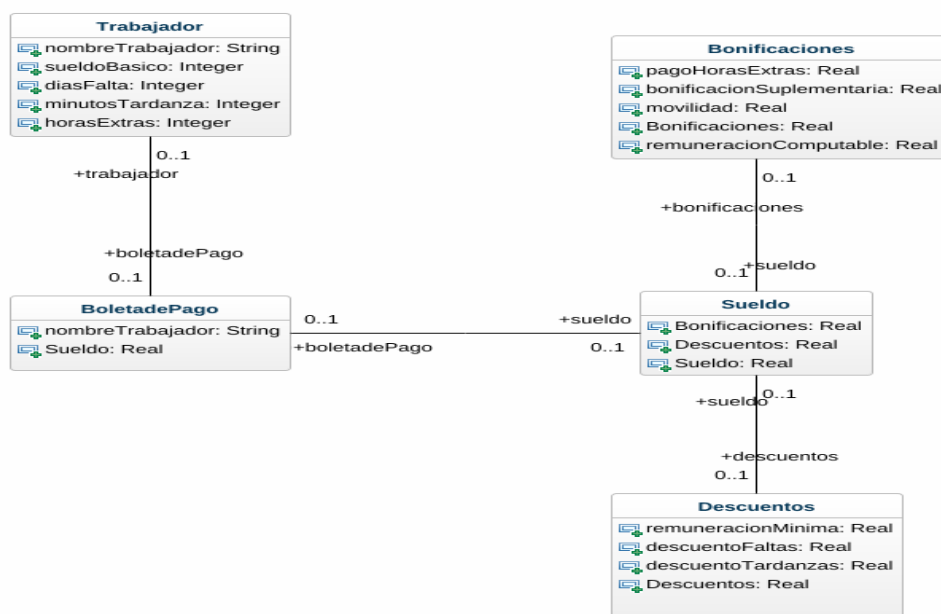 Trabajador
nombreTrabajador: String
sueldoBasico: Integer
diasFalta: Integer
minutosTardanza: Integer
horasExtras: Integer
0..1
+trabajador
+boletadePago
0..1
BoletadePago
nombreTrabajador: String
Sueldo: Real
0..1
+boletadePago
+sueldo
0..1
Bonificaciones
pagoHorasExtras: Real
bonificacionSuplementaria: Real
movilidad: Real
Bonificaciones: Real
remuneracionComputable: Real
0..1
+bonificaciones
+sueldo
0..1
Sueldo
Bonificaciones: Real
Descuentos: Real
Sueldo: Real
0..1
+sueldo
+descuentos
0..1
Descuentos
remuneracionMinima: Real
descuentoFaltas: Real
descuentoTardanzas: Real
Descuentos: Real